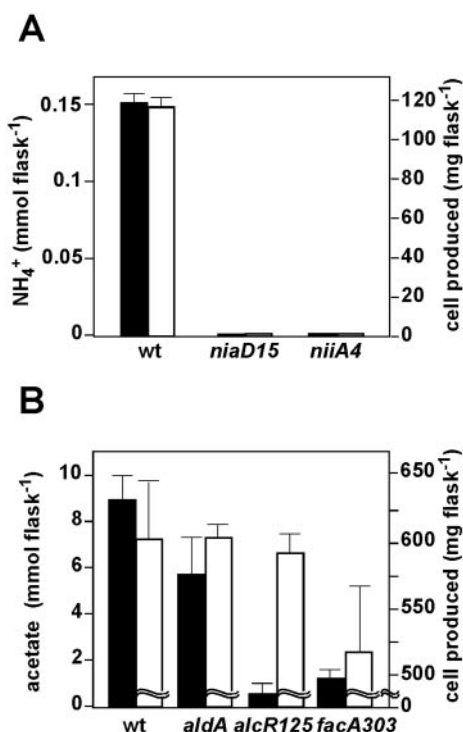 A
NH₄⁺ (mmol flask⁻¹)
0.15
0.1
0.05
0
120
100
80
60
40
20
0
cell produced (mg flask⁻¹)
wt niaD15 niiA4
B
acetate (mmol flask⁻¹)
10
8
6
4
2
0
650
600
550
500
0
cell produced (mg flask⁻¹)
wt aldA alcR125 facA303